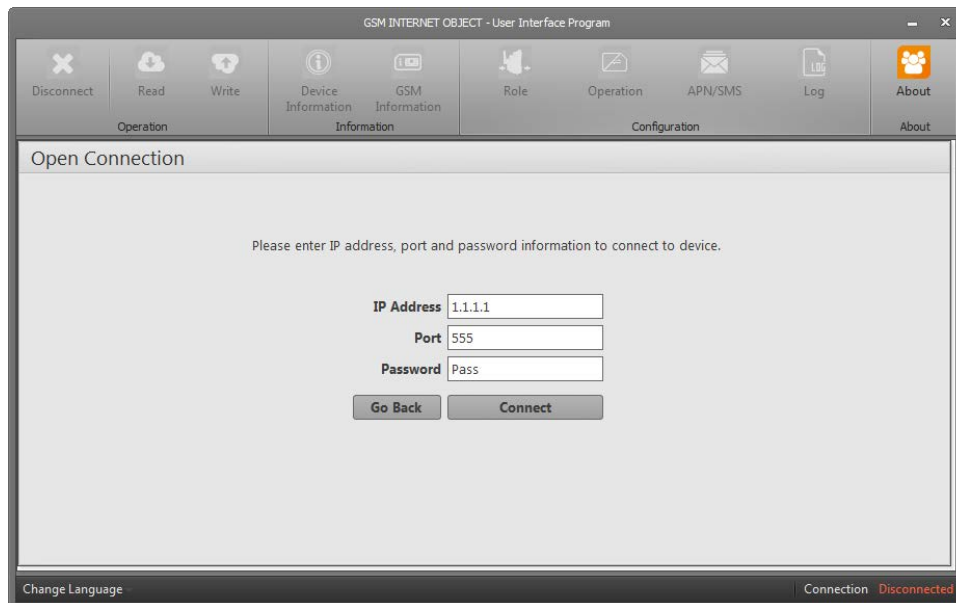 GSM INTERNET OBJECT - User Interface Program
Disconnect Read Write Device Information GSM Information Role Operation APN/SMS Log About
Operation Information Configuration About
Open Connection
Please enter IP address, port and password information to connect to device.
IP Address 1.1.1.1
Port 555
Password Pass
Go Back Connect
Change Language Connection Disconnected